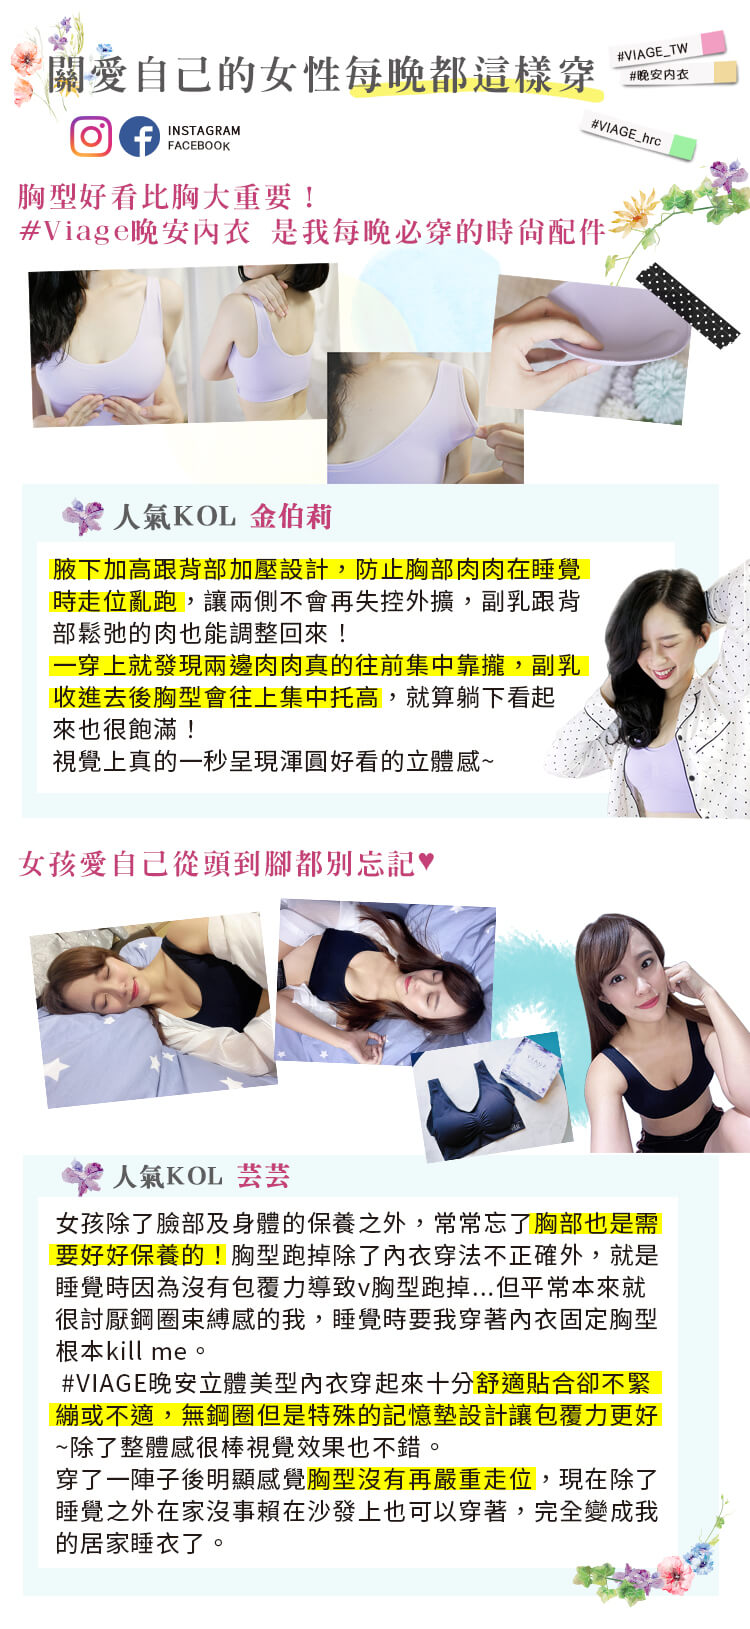 關愛自己的女性每晚都這樣穿
#VIAGE_TW
#晚安內衣
#VIAGE_hrc
INSTAGRAM
FACEBOOK
胸型好看比胸大重要！
#Viage晚安內衣 是我每晚必穿的時尚配件
人氣KOL 金伯莉
腋下加高跟背部加壓設計，防止胸部肉肉在睡覺
時走位亂跑，讓兩側不會再失控外擴，副乳跟背
部鬆弛的肉也能調整回來！
一穿上就發現兩邊肉肉真的往前集中靠攏，副乳
收進去後胸型會往上集中托高，就算躺下看起
來也很飽滿！
視覺上真的一秒呈現渾圓好看的立體感~
女孩愛自己從頭到腳都別忘記♥
VIAGE
人氣KOL 芸芸
女孩除了臉部及身體的保養之外，常常忘了胸部也是需
要好好保養的！胸型跑掉除了內衣穿法不正確外，就是
睡覺時因為沒有包覆力導致v胸型跑掉...但平常本來就
很討厭鋼圈束縛感的我，睡覺時要我穿著內衣固定胸型
根本kill me。
#VIAGE晚安立體美型內衣穿起來十分舒適貼合卻不緊
繃或不適，無鋼圈但是特殊的記憶墊設計讓包覆力更好
~除了整體感很棒視覺效果也不錯。
穿了一陣子後明顯感覺胸型沒有再嚴重走位，現在除了
睡覺之外在家沒事賴在沙發上也可以穿著，完全變成我
的居家睡衣了。